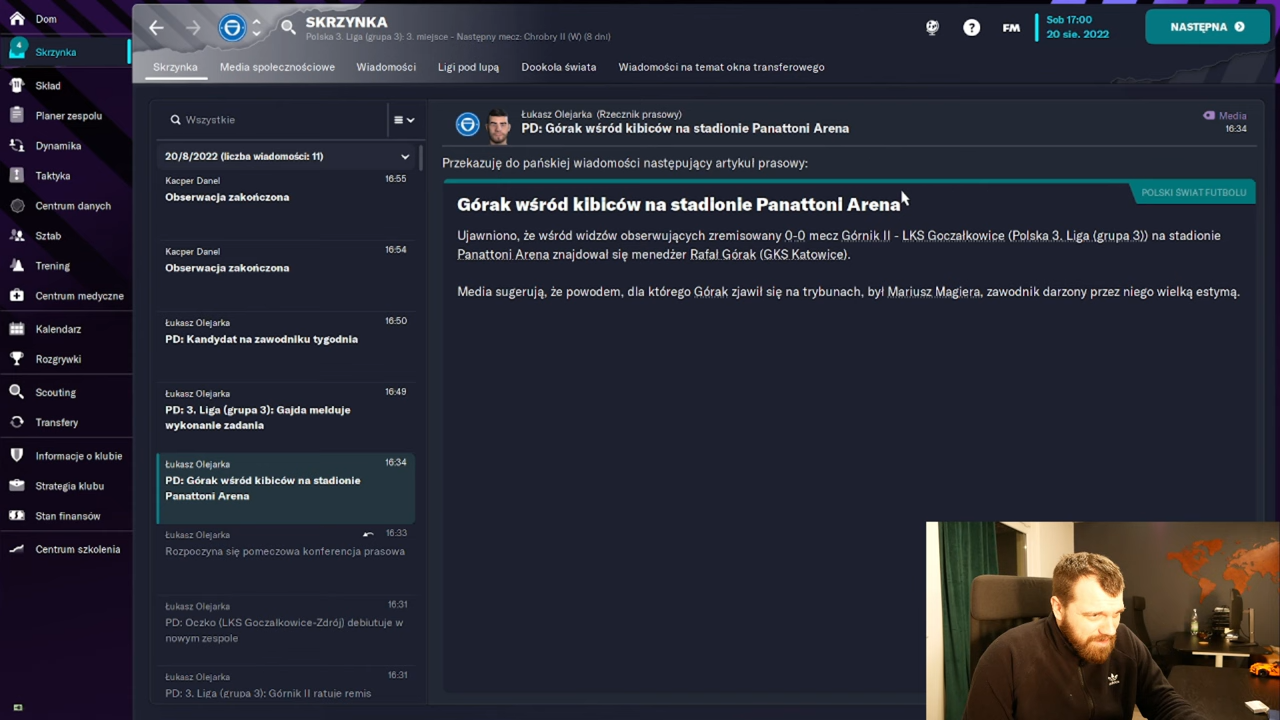 Dom
4
Skrzynka
Skład
Planer zespołu
Dynamika
Taktyka
Centrum danych
Sztab
Trening
Centrum medyczne
Kalendarz
Rozgrywki
Scouting
Transfery
Informacje o klubie
Strategia klubu
Stan finansów
Centrum szkolenia
SKRZYNKA
Polska 3. Liga (grupa 3): 3. miejsce - Następny mecz: Chrobry II (W) (8 dni)
?
FM
Sob 17:00
20 sie. 2022
NASTĘPNA
Skrzynka
Media społecznościowe
Wiadomości
Ligi pod lupą
Dookoła świata
Wiadomości na temat okna transferowego
Wszystkie
20/8/2022 (liczba wiadomości: 11)
Kacper Danel
16:55
Obserwacja zakończona
Kacper Danel
16:54
Obserwacja zakończona
Łukasz Olejarka
16:50
PD: Kandydat na zawodniku tygodnia
Łukasz Olejarka
16:49
PD: 3. Liga (grupa 3): Gajda melduje
wykonanie zadania
Łukasz Olejarka
16:34
PD: Górak wśród kibiców na stadionie
Panattoni Arena
Łukasz Olejarka
16:33
Rozpoczyna się pomeczowa konferencja prasowa
Łukasz Olejarka
16:31
PD: Oczko (LKS Goczałkowice-Zdrój) debiutuje w
nowym zespole
Łukasz Olejarka
16:31
PD: 3. Liga (grupa 3): Górnik II ratuje remis
Łukasz Olejarka (Rzecznik prasowy)
PD: Górak wśród kibiców na stadionie Panattoni Arena
Media
16:34
Przekazuję do pańskiej wiadomości następujący artykuł prasowy:
POLSKI ŚWIAT FUTBOLU
Górak wśród kibiców na stadionie Panattoni Arena
Ujawniono, że wśród widzów obserwujących zremisowany 0-0 mecz Górnik II - LKS Goczałkowice (Polska 3. Liga (grupa 3)) na stadionie
Panattoni Arena znajdował się menedżer Rafał Górak (GKS Katowice).
Media sugerują, że powodem, dla którego Górak zjawił się na trybunach, był Mariusz Magiera, zawodnik darzony przez niego wielką estymą.